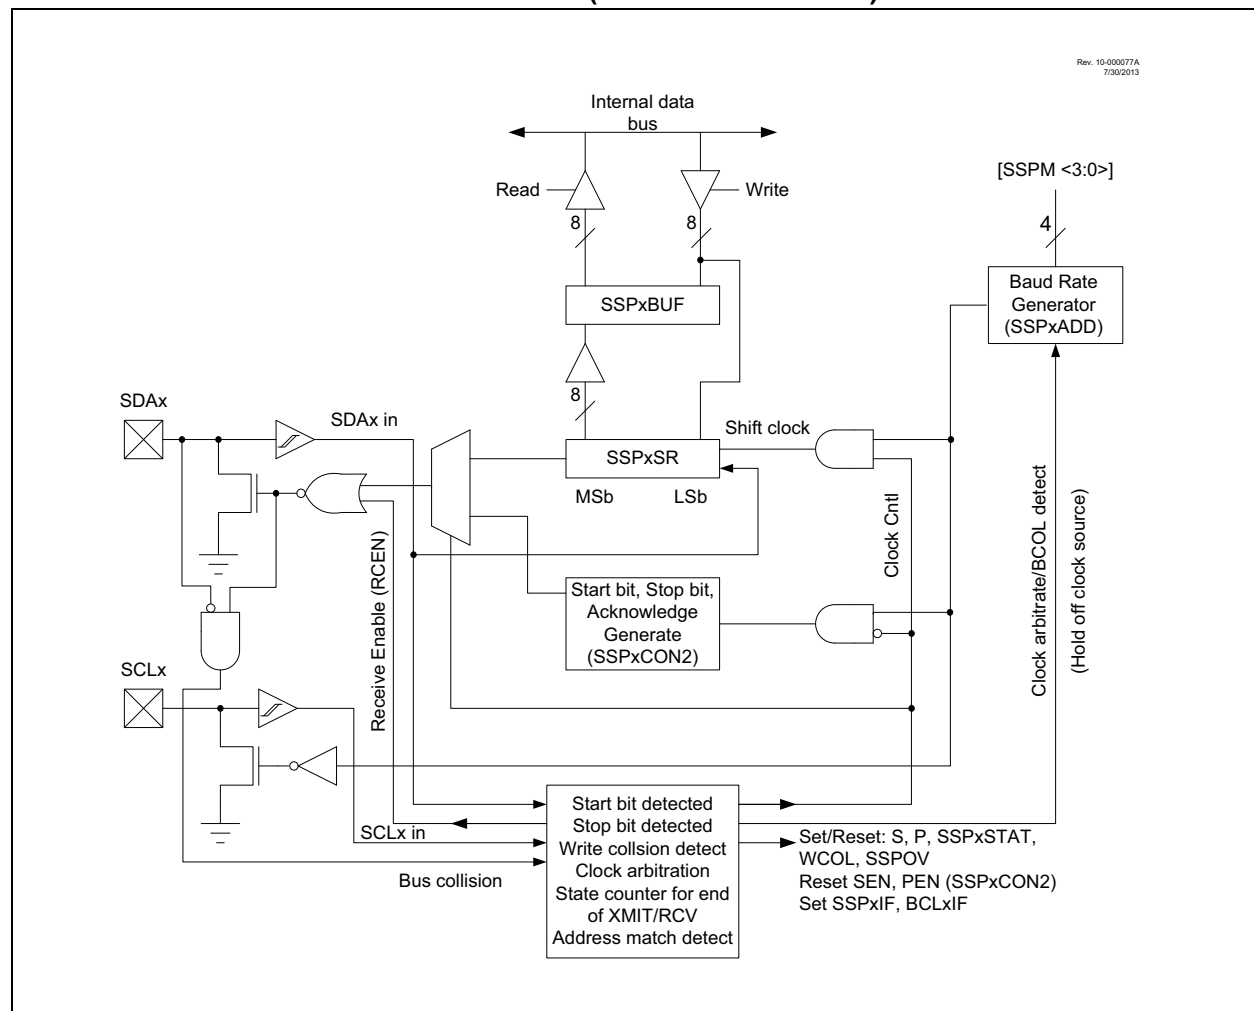 Rev. 10-000077A
7/30/2013
Internal data
bus
[SSPM <3:0>]
Read
Write
8
8
4
Baud Rate
Generator
(SSPxADD)
SSPxBUF
8
SDAx
SDAx in
Shift clock
SSPxSR
MSb
LSb
Receive Enable (RCEN)
Clock Cntl
Clock arbitrate/BCOL detect
(Hold off clock source)
Start bit, Stop bit,
Acknowledge
Generate
(SSPxCON2)
SCLx
SCLx in
Bus collision
Start bit detected
Stop bit detected
Write collsion detect
Clock arbitration
State counter for end
of XMIT/RCV
Address match detect
Set/Reset: S, P, SSPxSTAT,
WCOL, SSPOV
Reset SEN, PEN (SSPxCON2)
Set SSPxIF, BCLxIF